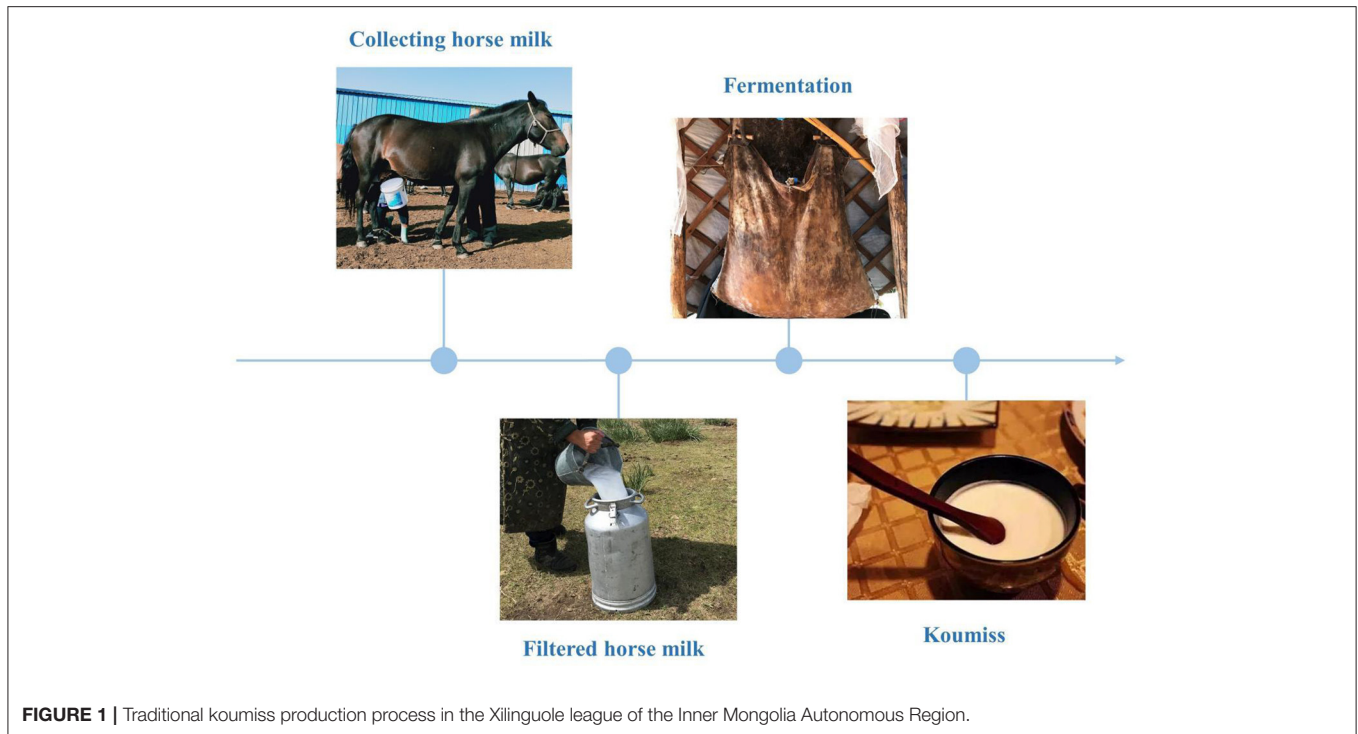 Collecting horse milk
Fermentation
Filtered horse milk
Koumiss
FIGURE 1 | Traditional koumiss production process in the Xilinguole league of the Inner Mongolia Autonomous Region.